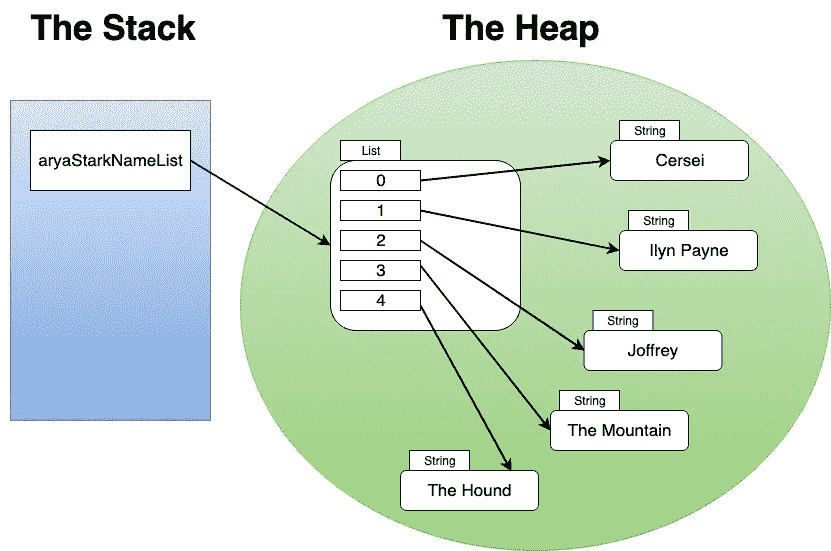 The Stack
The Heap
aryaStarkNameList
List
0
1
2
3
4
String
Cersei
String
Ilyn Payne
String
Joffrey
String
The Mountain
String
The Hound